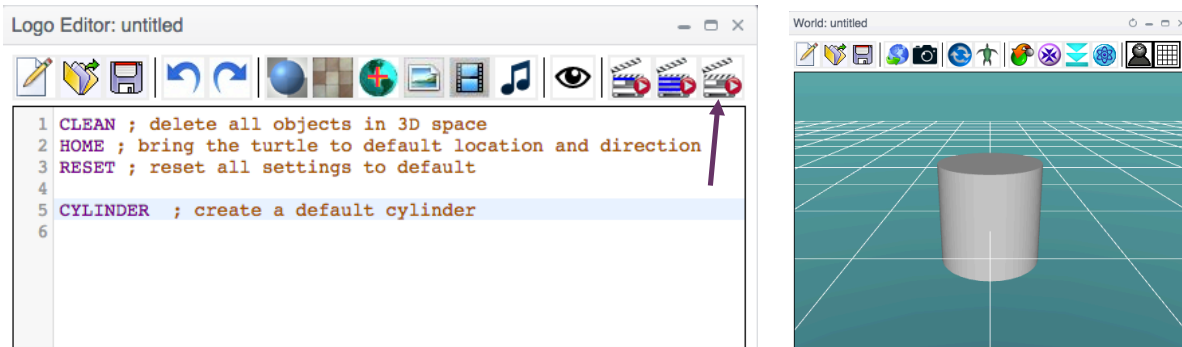 Logo Editor: untitled
1 CLEAN ; delete all objects in 3D space
2 HOME ; bring the turtle to default location and direction
3 RESET ; reset all settings to default
4
5 CYLINDER  ; create a default cylinder
6
World: untitled